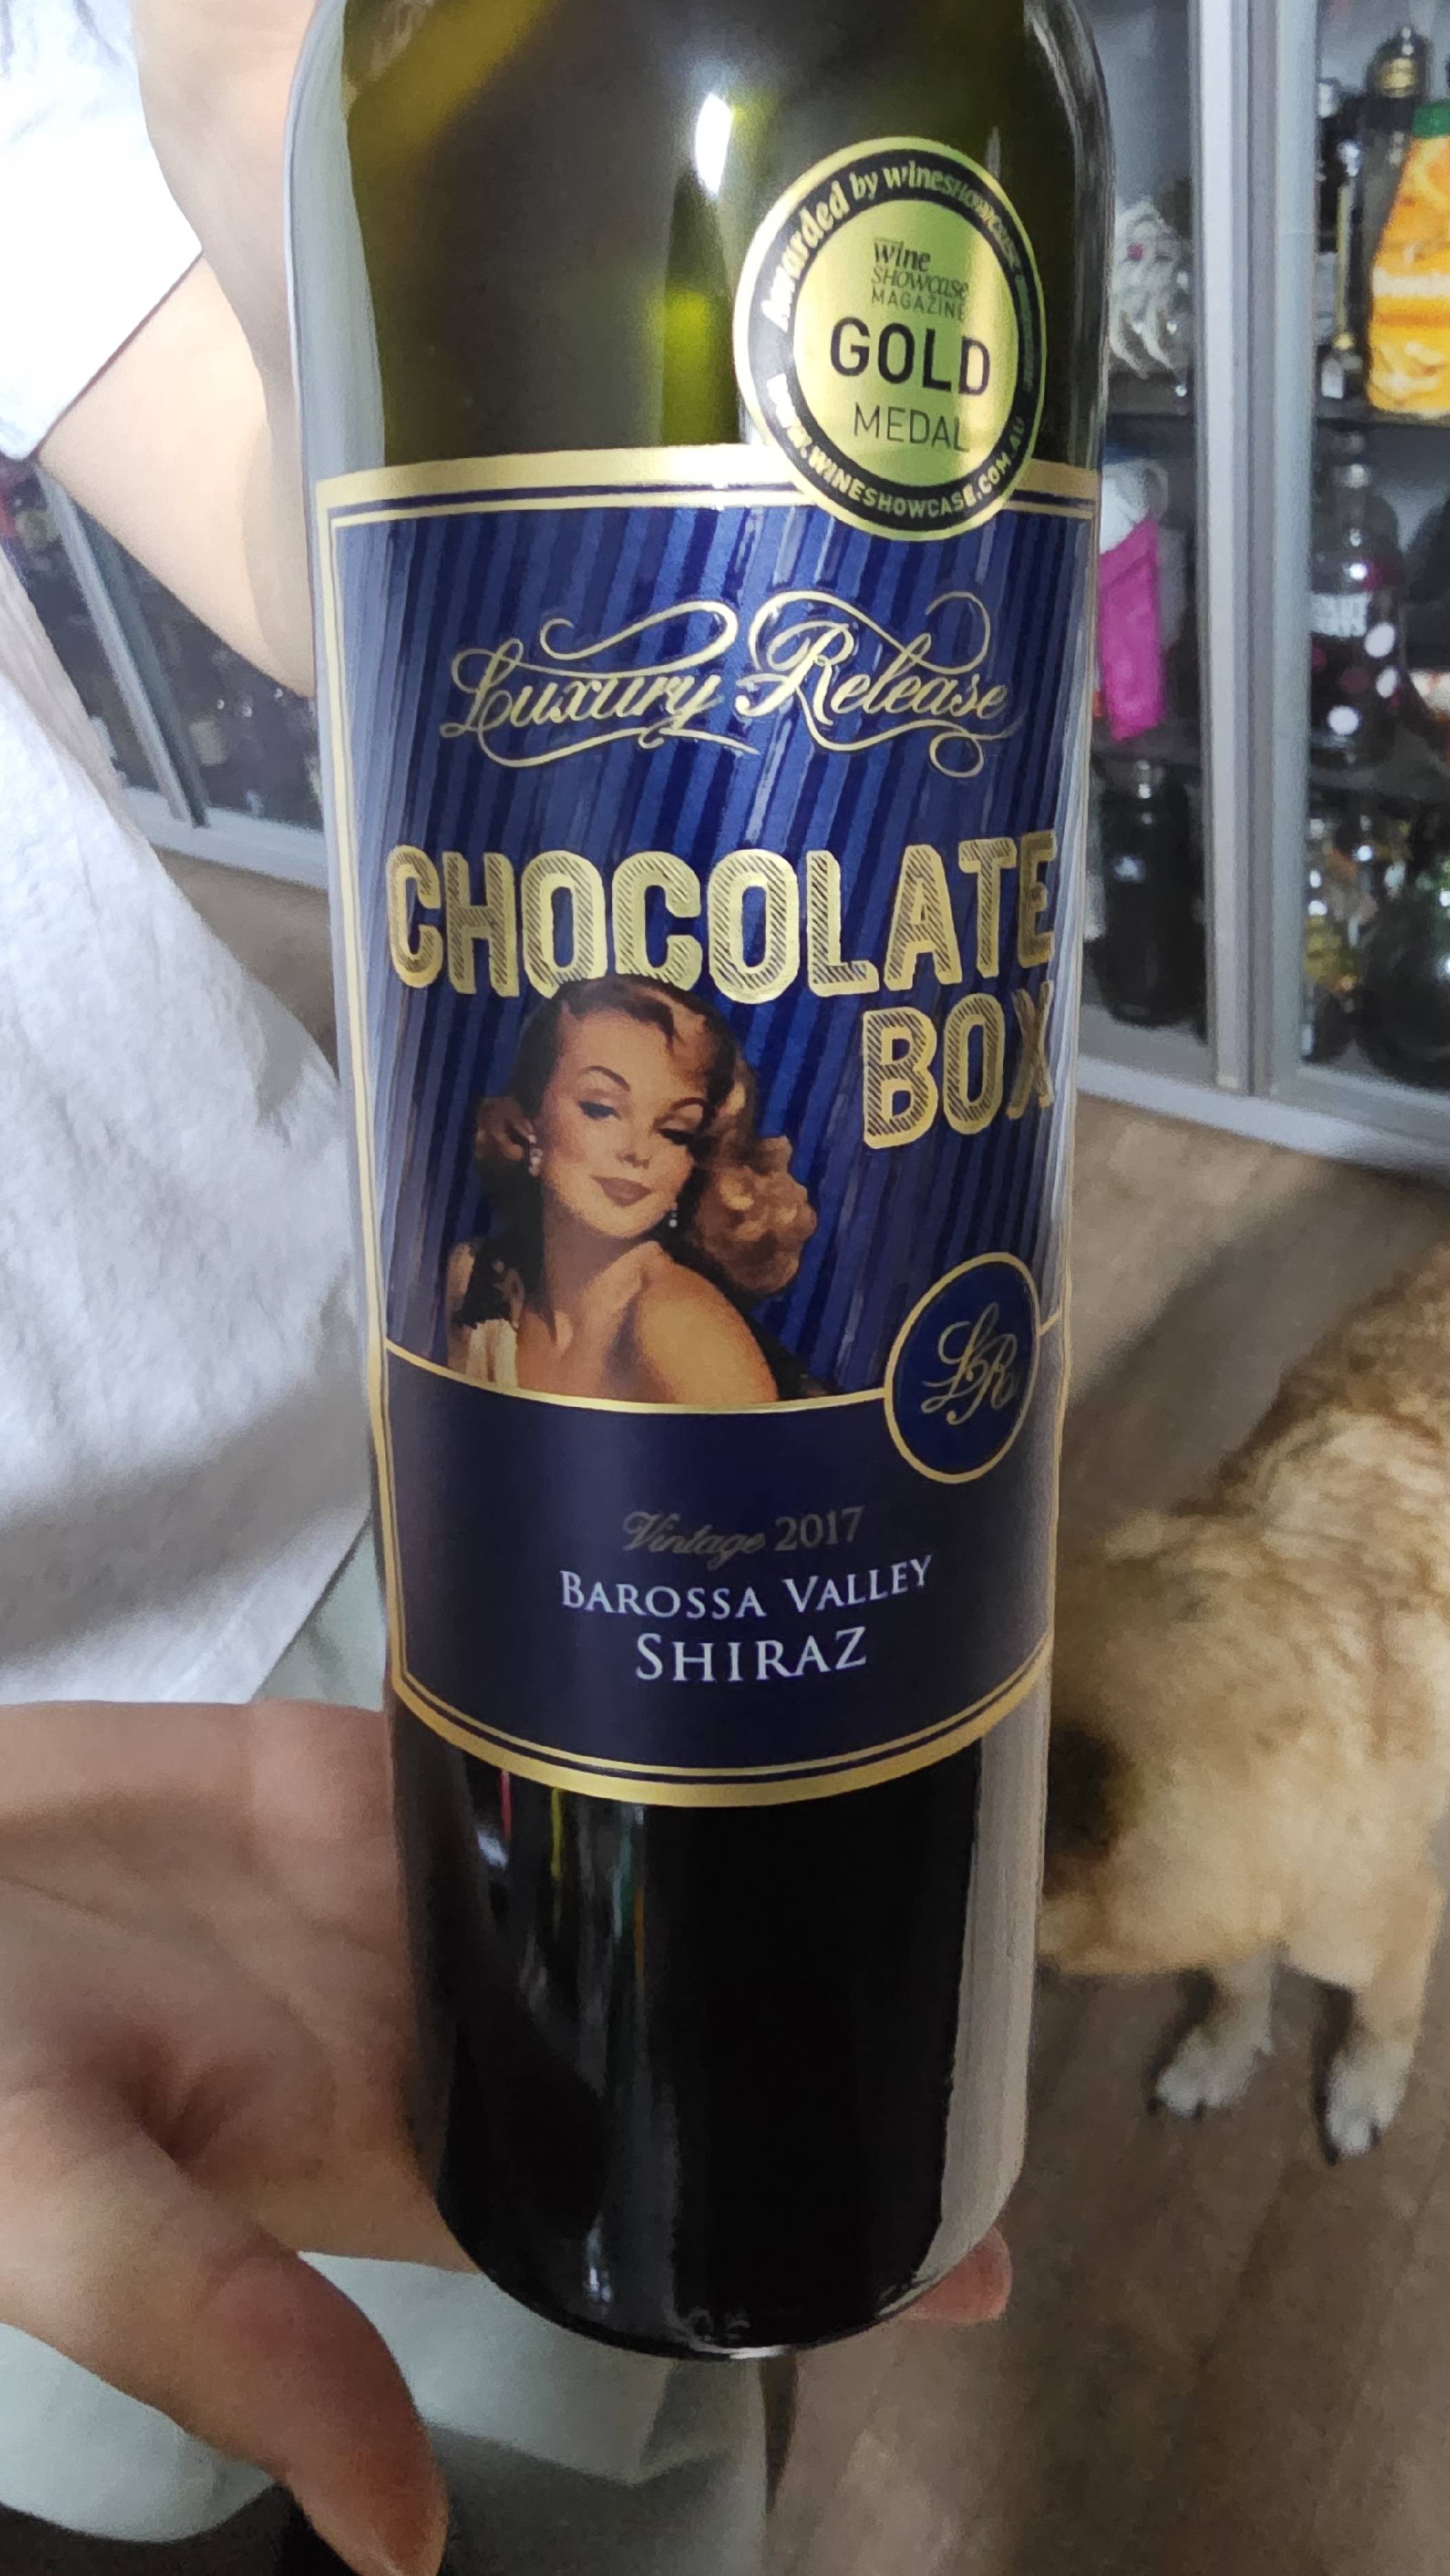 Awarded by wineshowcase
wine
SHOWCASE
MAGAZINE
GOLD
MEDAL
WWW.WINESHOWCASE.COM.AU
Luxury Release
CHOCOLATE
BOX
LR
Vintage 2017
BAROSSA VALLEY
SHIRAZ